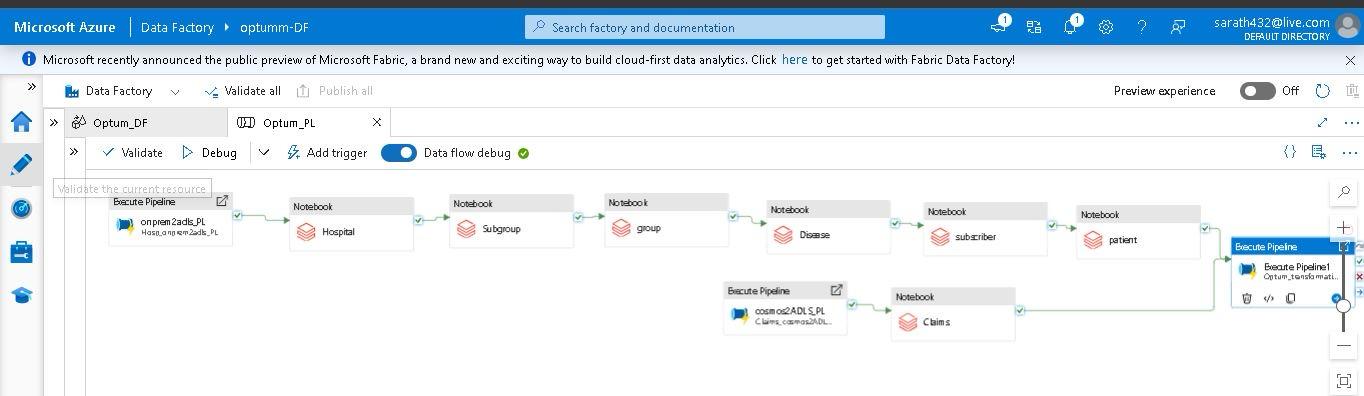 Microsoft Azure
Data Factory
optumm-DF
Search factory and documentation
1
1
sarath432@live.com
DEFAULT DIRECTORY
Microsoft recently announced the public preview of Microsoft Fabric, a brand new and exciting way to build cloud-first data analytics. Click here to get started with Fabric Data Factory!
Data Factory
Validate all
Publish all
Preview experience
Off
Optum_DF
Optum_PL
Validate
Debug
Add trigger
Data flow debug
Validate the current resource
Execute Pipeline
onprem2adls_PL
Hosp_onprem2adls_PL
Notebook
Hospital
Notebook
Subgroup
Notebook
group
Notebook
Disease
Notebook
subscriber
Notebook
patient
Execute Pipeline
Execute Pipeline1
Optum_transformati...
Execute Pipeline
cosmos2ADLS_PL
Claims_cosmos2ADL...
Notebook
Claims